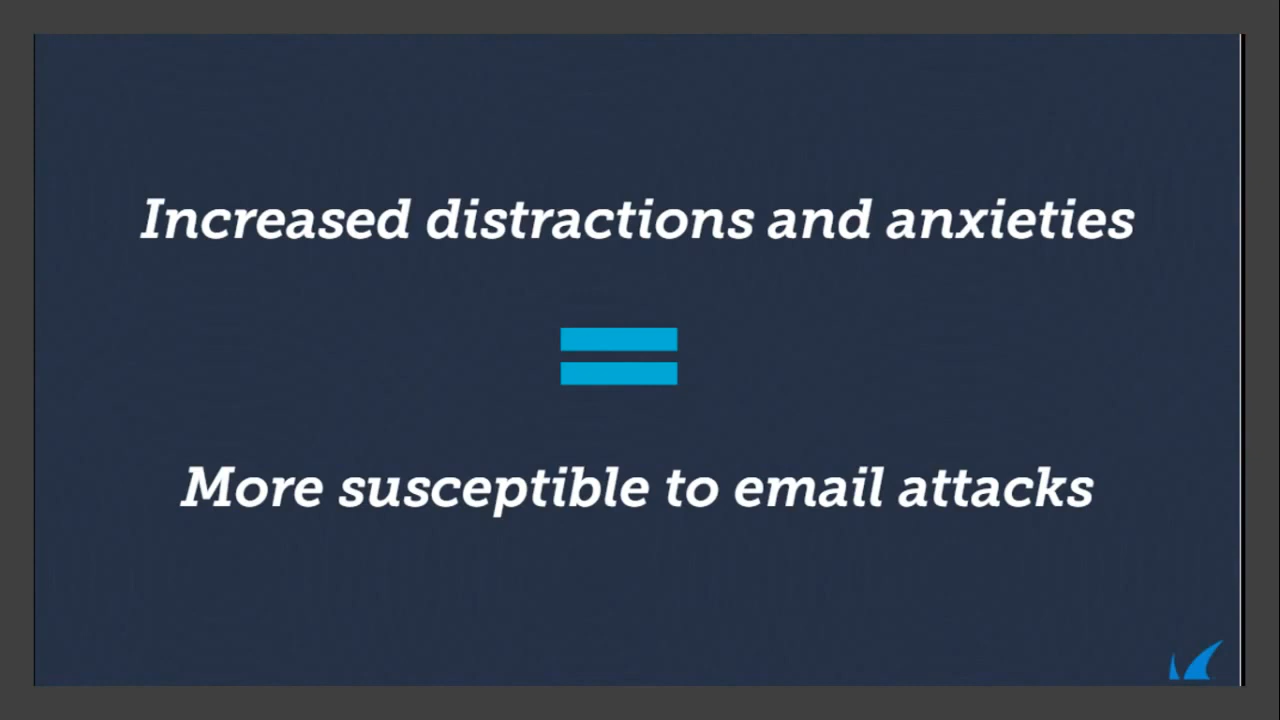 Increased distractions and anxieties
=
More susceptible to email attacks